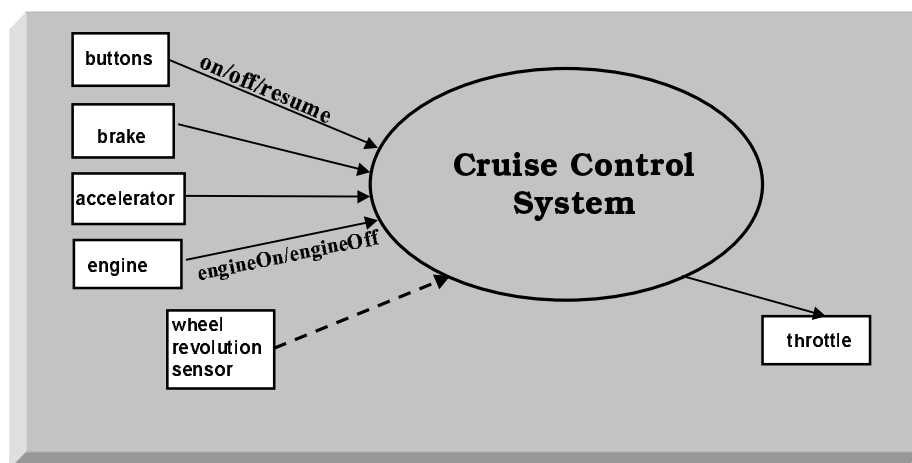 buttons
on/off/resume
brake
accelerator
engine
engineOn/engineOff
wheel
revolution
sensor
Cruise Control
System
throttle